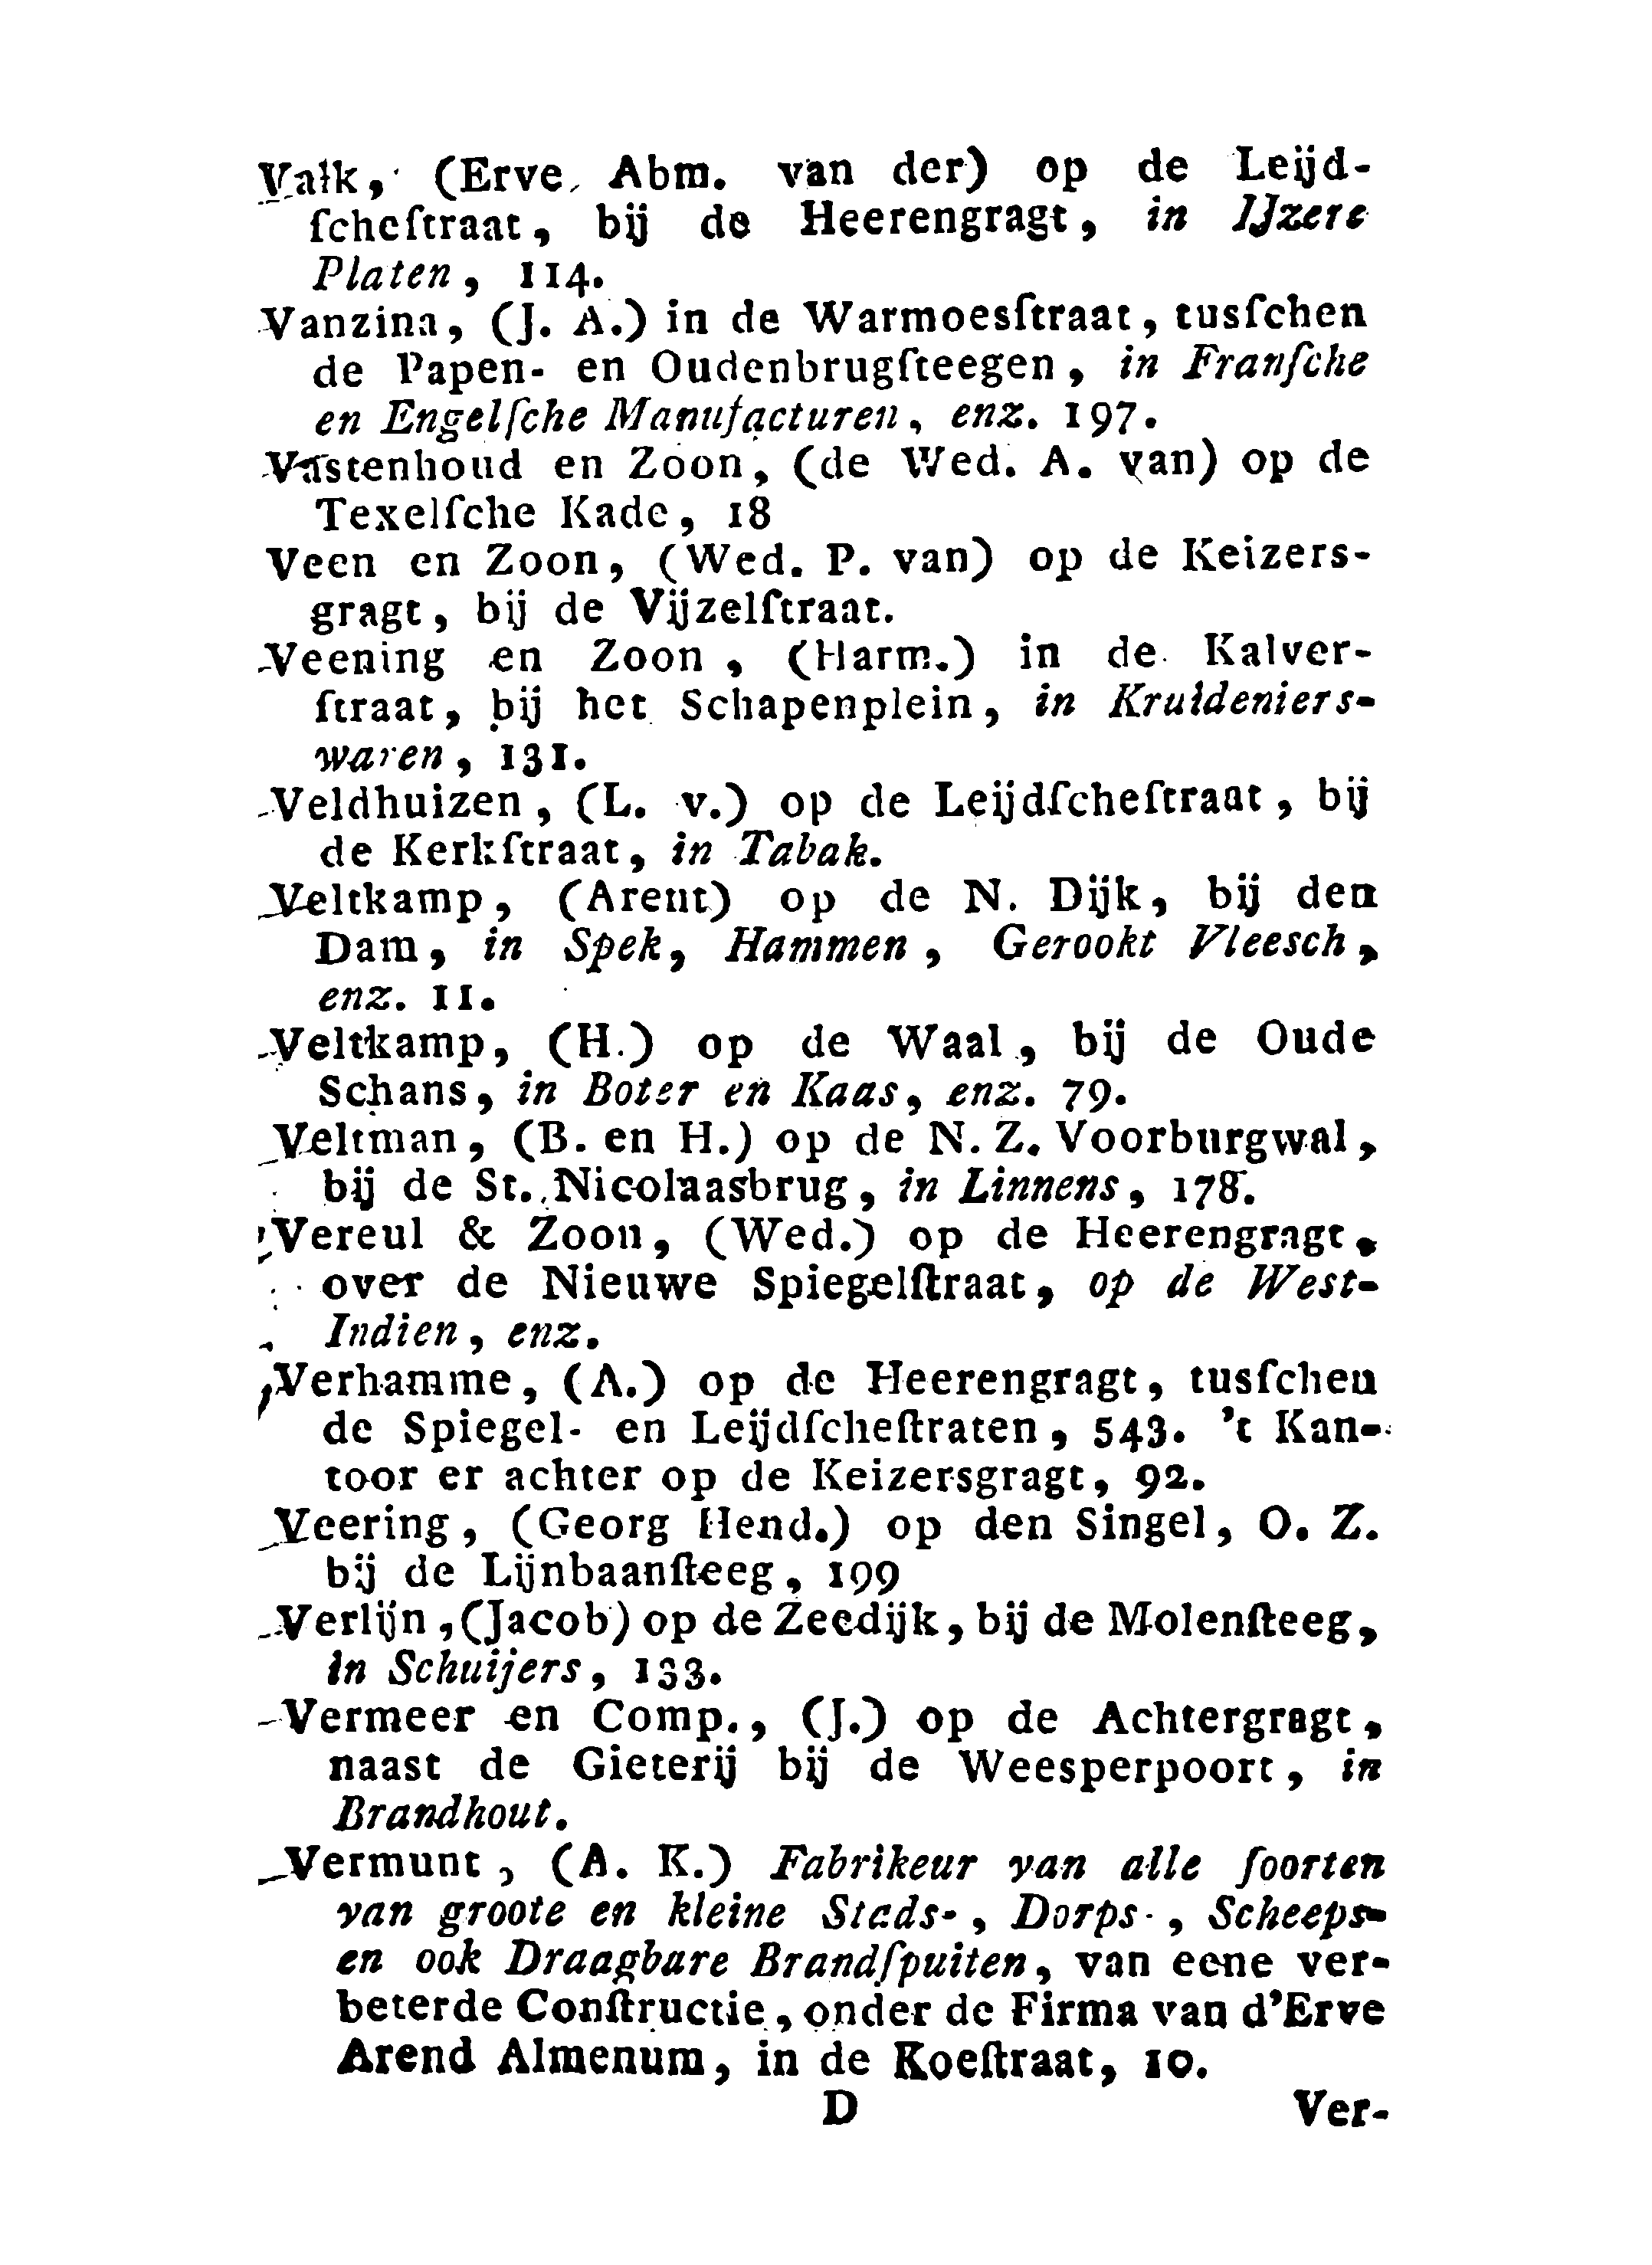 Valk, (Erve Abm. van der) op de Leijd-
ſcheſtraat, bij de Heerengragt, in IJzere
Platen, 114.
Vanzina, (J. A.) in de Warmoesſtraat, tusſchen
de Papen- en Oudenbrugſteegen, in Franſche
en Engelſche Manufacturen, enz. 197.
Vastenhoud en Zoon, (de Wed. A. van) op de
Texelſche Kade, 18
Veen en Zoon, (Wed. P. van) op de Keizers-
gragt, bij de Vijzelſtraat.
Veening en Zoon, (Harm.) in de Kalver-
ſtraat, bij het Schapenplein, in Kruideniers-
waren, 131.
Veldhuizen, (L. v.) op de Leijdſcheſtraat, bij
de Kerkſtraat, in Tabak.
Veltkamp, (Arent) op de N. Dijk, bij den
Dam, in Spek, Hammen, Gerookt Vleesch,
enz. 11.
Veltkamp, (H.) op de Waal, bij de Oude
Schans, in Boter en Kaas, enz. 79.
Veltman, (B. en H.) op de N. Z. Voorburgwal,
bij de St. Nicolaasbrug, in Linnens, 178.
Vereul & Zoon, (Wed.) op de Heerengragt,
over de Nieuwe Spiegelſtraat, op de West-
Indien, enz.
Verhamme, (A.) op de Heerengragt, tusſchen
de Spiegel- en Leijdſcheſtraten, 543. 't Kan-
toor er achter op de Keizersgragt, 92.
Veering, (Georg Hend.) op den Singel, O. Z.
bij de Lijnbaanſteeg, 199
Verlijn, (Jacob) op de Zeedijk, bij de Molenſteeg,
in Schuijers, 133.
Vermeer en Comp., (J.) op de Achtergragt,
naast de Gieterij bij de Weesperpoort, in
Brandhout.
Vermunt, (A. K.) Fabrikeur van alle ſoorten
van groote en kleine Stads-, Dorps-, Scheeps-
en ook Draagbare Brandſpuiten, van eene ver-
beterde Conſtructie, onder de Firma van d'Erve
Arend Almenum, in de Koeſtraat, 10.
D Ver-